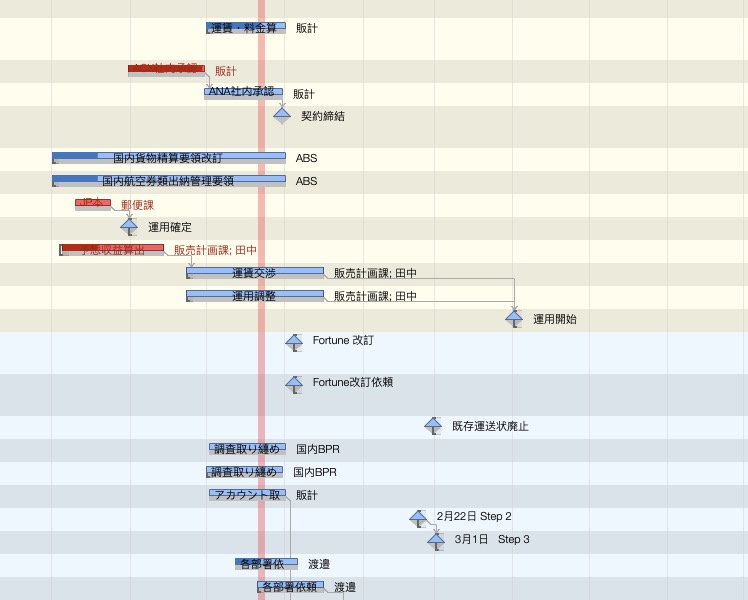 運賃・料金算 販計
社内承認 販計
ANA社内承認 販計
契約締結
国内貨物精算要領改訂 ABS
国内航空券類出納管理要領 ABS
郵便課
運用確定
予想収益算出 販売計画課; 田中
運賃交渉 販売計画課; 田中
運用調整 販売計画課; 田中
運用開始
Fortune 改訂
Fortune改訂依頼
既存運送状廃止
調査取り纏め 国内BPR
調査取り纏め 国内BPR
アカウント取 販計
2月22日 Step 2
3月1日 Step 3
各部署依 渡邉
各部署依頼 渡邉